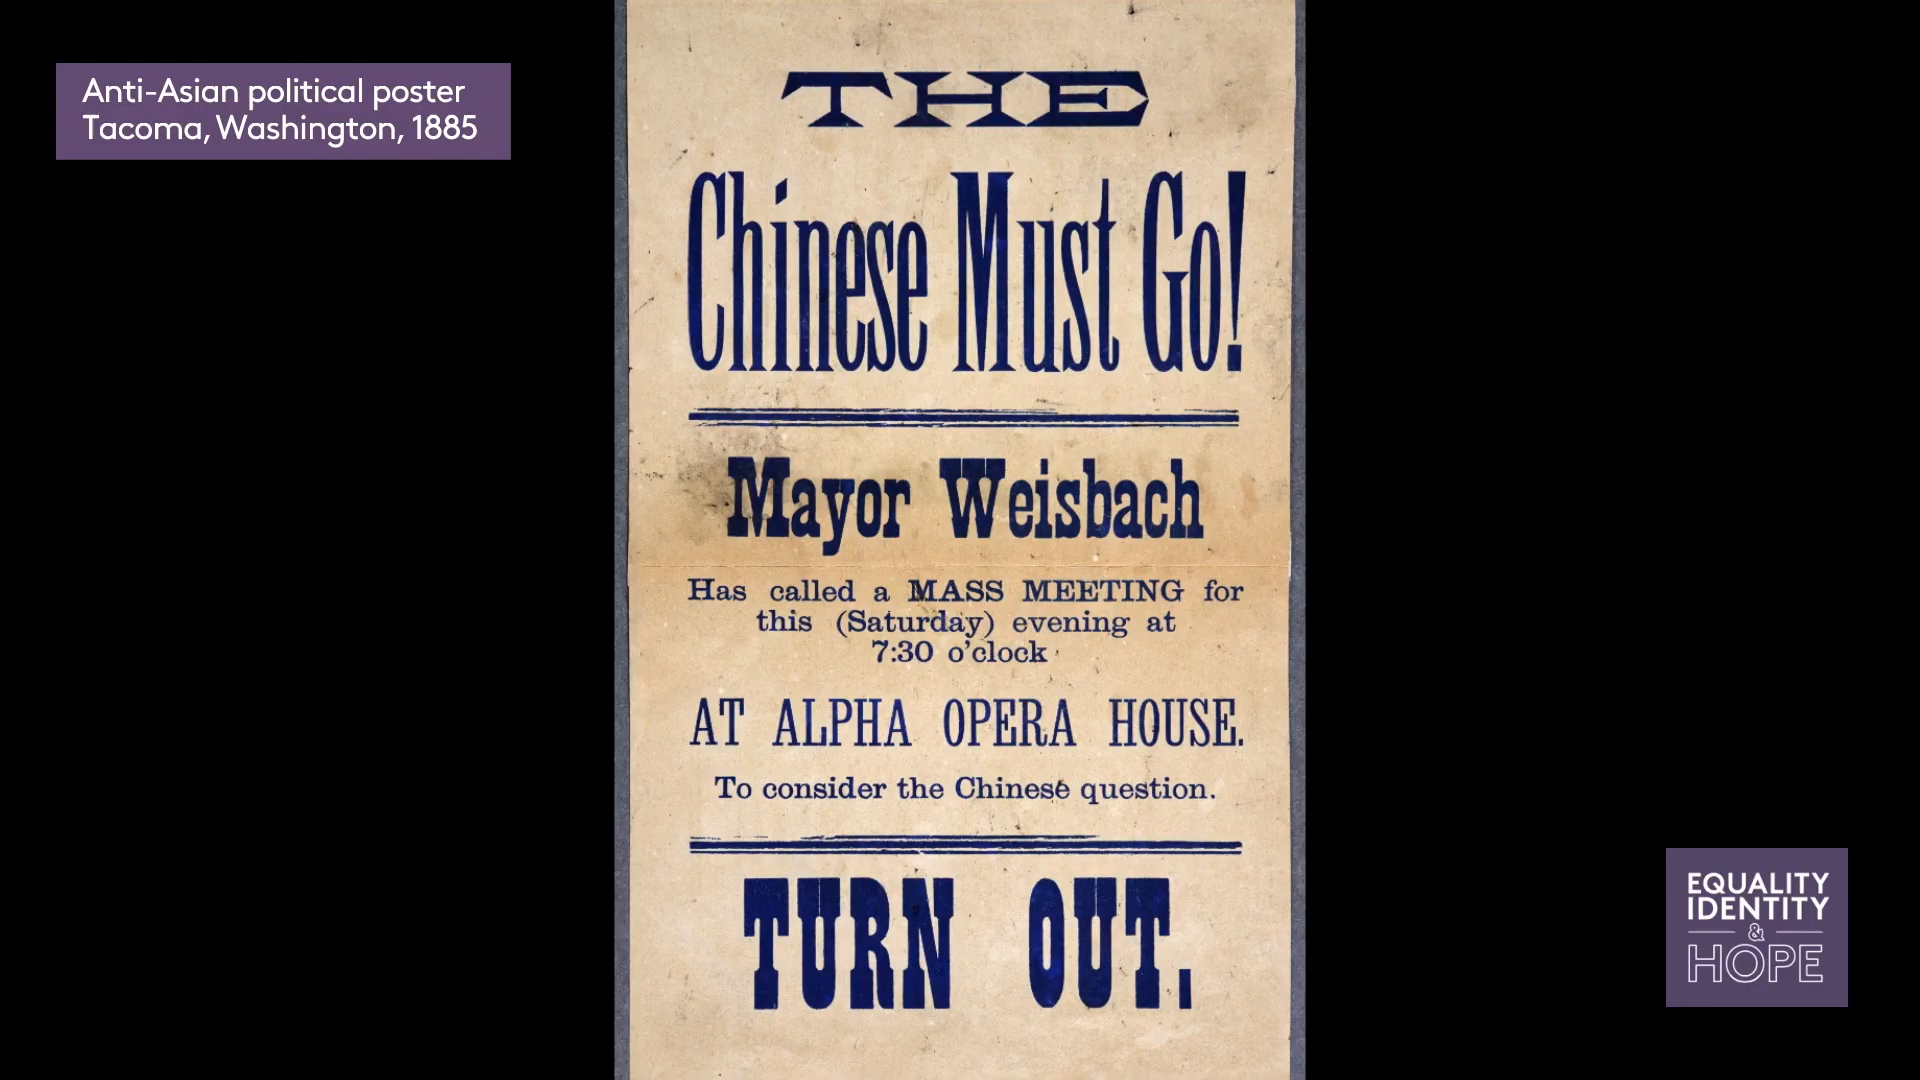 Anti-Asian political poster
Tacoma, Washington, 1885
THE
Chinese Must Go!
Mayor Weisbach
Has called a MASS MEETING for
this (Saturday) evening at
7:30 o'clock
AT ALPHA OPERA HOUSE.
To consider the Chinese question.
TURN OUT.
EQUALITY
IDENTITY
&
HOPE